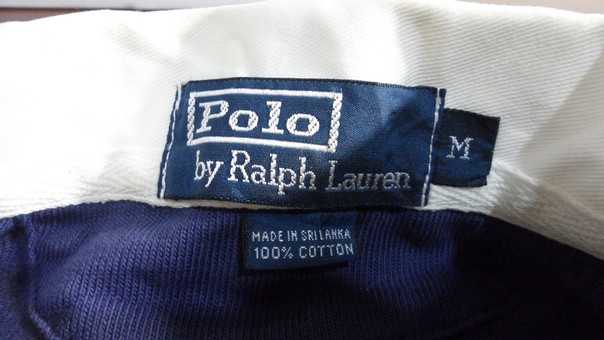 Polo
by Ralph Lauren
M
MADE IN SRI LANKA
100% COTTON